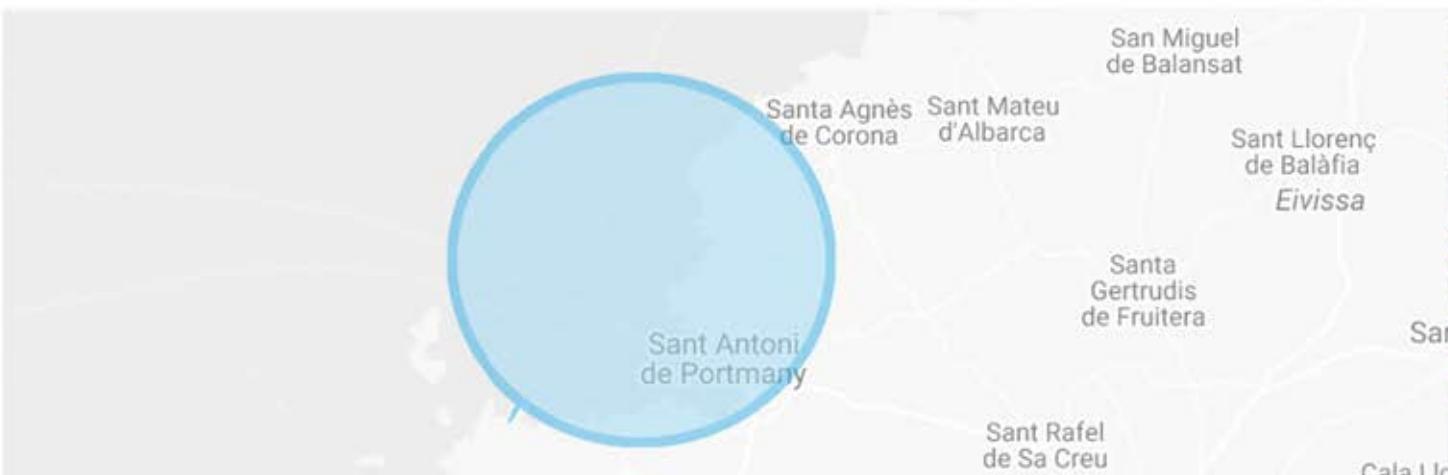 San Miguel
de Balansat
Santa Agnès
de Corona
Sant Mateu
d'Albarca
Sant Llorenç
de Balàfia
Eivissa
Santa
Gertrudis
de Fruitera
Sant Antoni
de Portmany
Sant Rafel
de Sa Creu
Cala